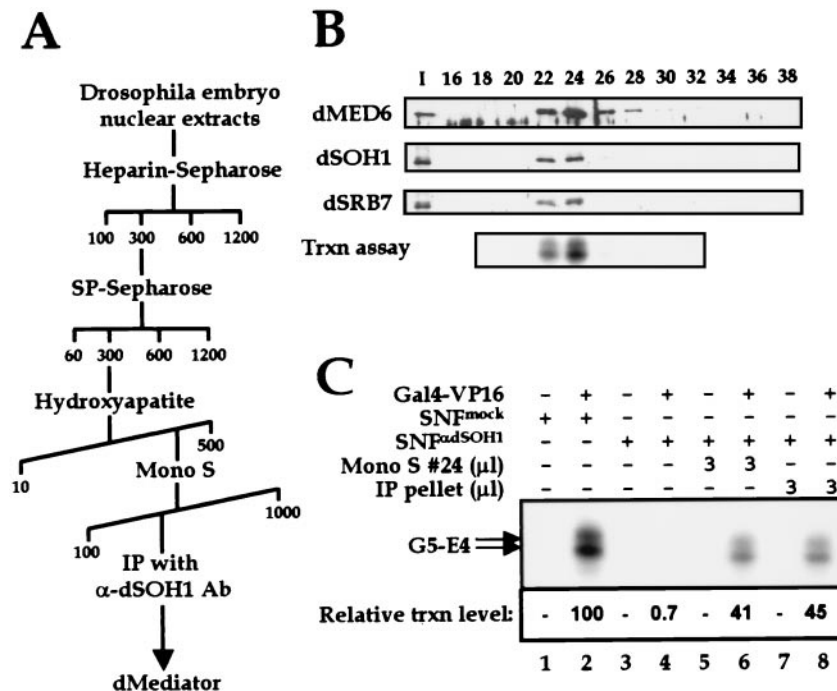 A
Drosophila embryo
nuclear extracts
Heparin-Sepharose
100 300 600 1200
SP-Sepharose
60 300 600 1200
Hydroxyapatite
500
10
Mono S
1000
100
IP with
α-dSOH1 Ab
dMediator
B
I 16 18 20 22 24 26 28 30 32 34 36 38
dMED6
dSOH1
dSRB7
Trxn assay
C
Gal4-VP16 - + - + - + - +
SNFmock + + - - - - - -
SNFαdSOH1 - - + + + + + +
Mono S #24 (μl) - - - - 3 3 - -
IP pellet (μl) - - - - - - 3 3
G5-E4
Relative trxn level: - 100 - 0.7 - 41 - 45
1 2 3 4 5 6 7 8